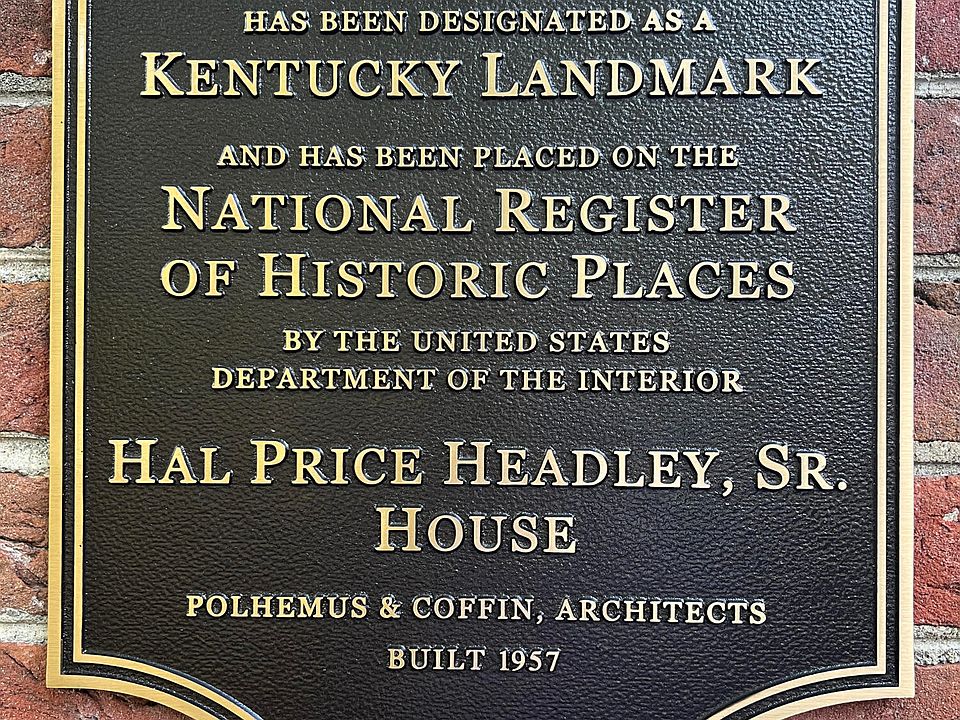 HAS BEEN DESIGNATED AS A
KENTUCKY LANDMARK
AND HAS BEEN PLACED ON THE
NATIONAL REGISTER
OF HISTORIC PLACES
BY THE UNITED STATES
DEPARTMENT OF THE INTERIOR
HAL PRICE HEADLEY, SR.
HOUSE
POLHEMUS & COFFIN, ARCHITECTS
BUILT 1957